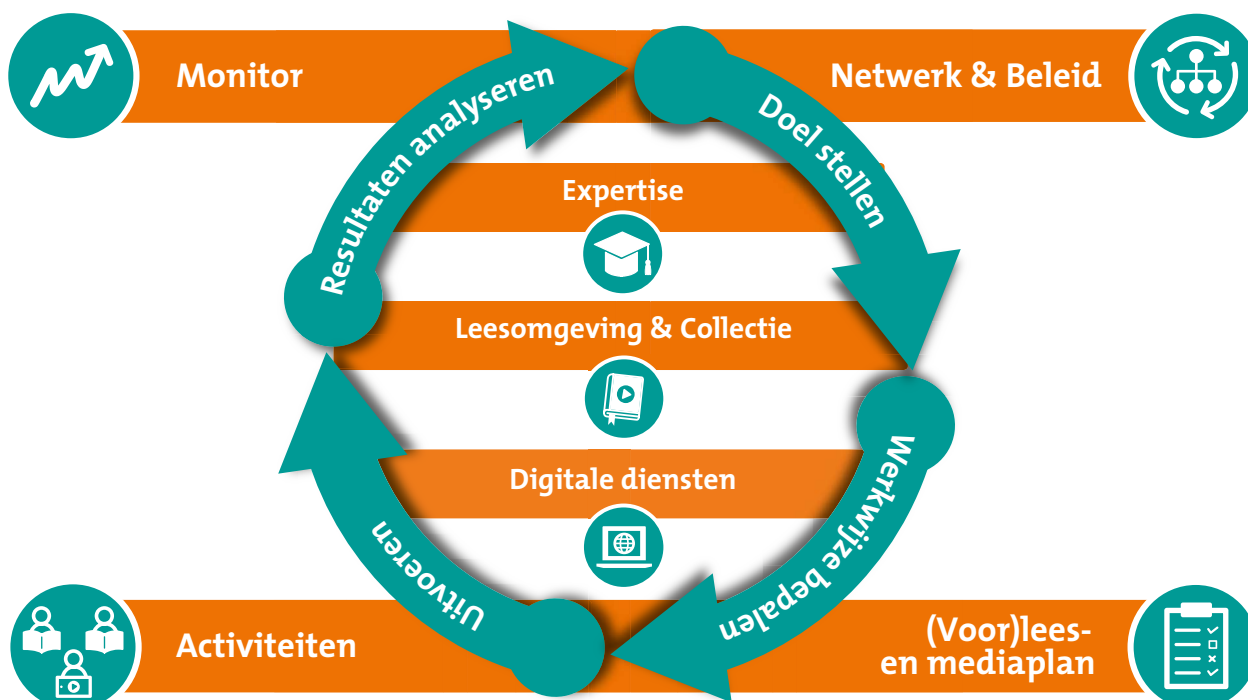 Monitor
Netwerk & Beleid
Resultaten analyseren
Doel stellen
Expertise
Leesomgeving & Collectie
Digitale diensten
Uitvoeren
Werkwijze bepalen
Activiteiten
(Voor)lees-
en mediaplan